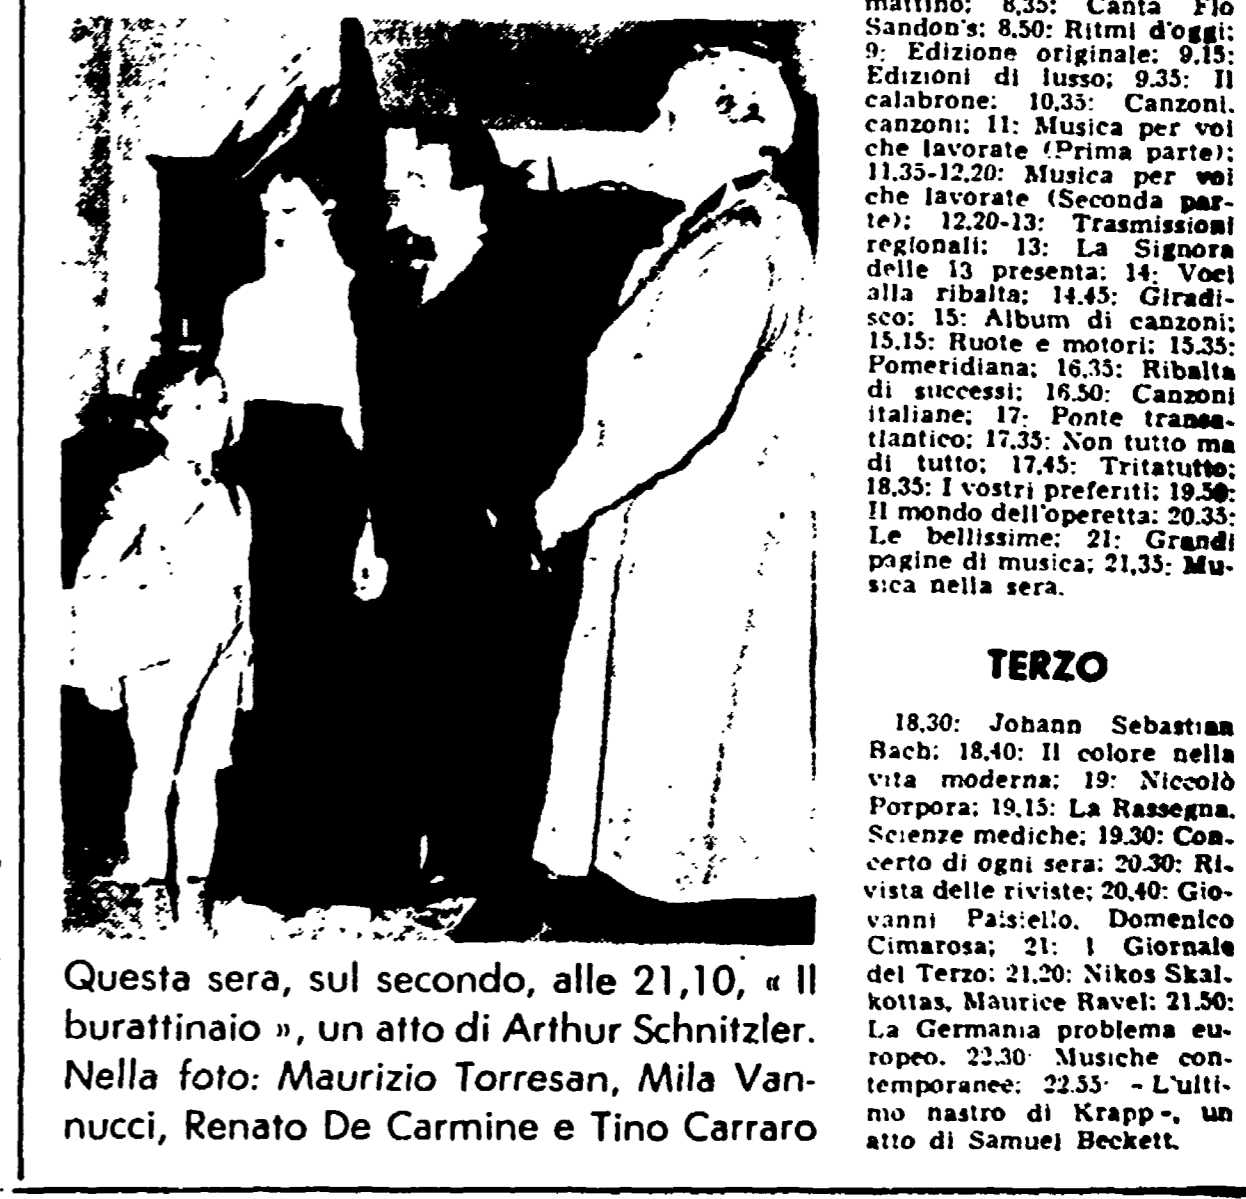 Questa sera, sul secondo, alle 21,10, « Il
burattinaio », un atto di Arthur Schnitzler.
Nella foto: Maurizio Torresan, Mila Van-
nucci, Renato De Carmine e Tino Carraro
mattino; 8,35: Canta Flo
Sandon's; 8.50: Ritmi d'oggi;
9: Edizione originale; 9.15:
Edizioni di lusso; 9.35: Il
calabrone; 10,35: Canzoni,
canzoni; 11: Musica per voi
che lavorate (Prima parte);
11,35-12,20: Musica per voi
che lavorate (Seconda par-
te); 12,20-13: Trasmissioni
regionali; 13: La Signora
delle 13 presenta; 14: Voci
alla ribalta; 14.45: Giradi-
sco; 15: Album di canzoni;
15,15: Ruote e motori; 15.35:
Pomeridiana; 16,35: Ribalta
di successi; 16.50: Canzoni
italiane; 17: Ponte transa-
tlantico; 17,35: Non tutto ma
di tutto; 17,45: Tritatutto;
18,35: I vostri preferiti; 19.50:
Il mondo dell'operetta; 20.35:
Le bellissime; 21: Grandi
pagine di musica; 21,35: Mu-
sica nella sera.
TERZO
18,30: Johann Sebastian
Bach; 18,40: Il colore nella
vita moderna; 19: Niccolò
Porpora; 19,15: La Rassegna.
Scienze mediche; 19.30: Con-
certo di ogni sera; 20.30: Ri-
vista delle riviste; 20,40: Gio-
vanni Paisiello, Domenico
Cimarosa; 21: Il Giornale
del Terzo; 21,20: Nikos Skal-
kottas, Maurice Ravel; 21.50:
La Germania problema eu-
ropeo. 22.30: Musiche con-
temporanee; 22.55: - L'ulti-
mo nastro di Krapp -, un
atto di Samuel Beckett.